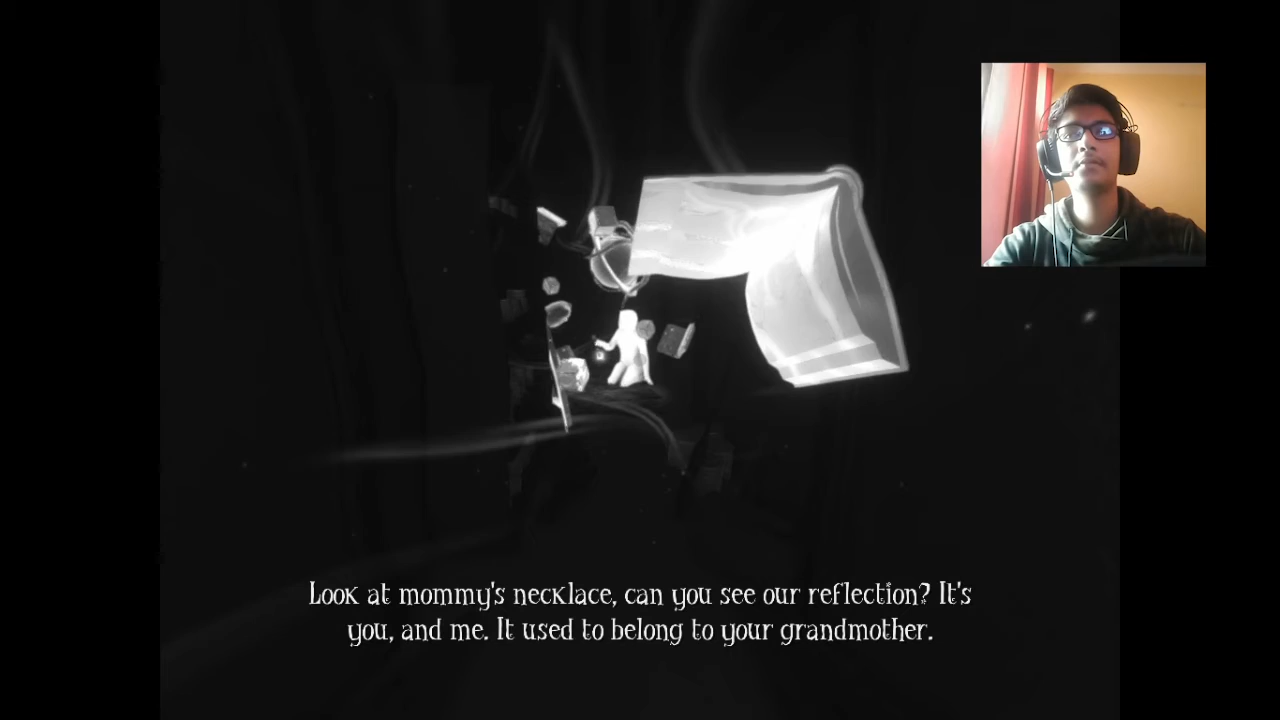 Look at mommy's necklace, can you see our reflection? It's
you, and me. It used to belong to your grandmother.